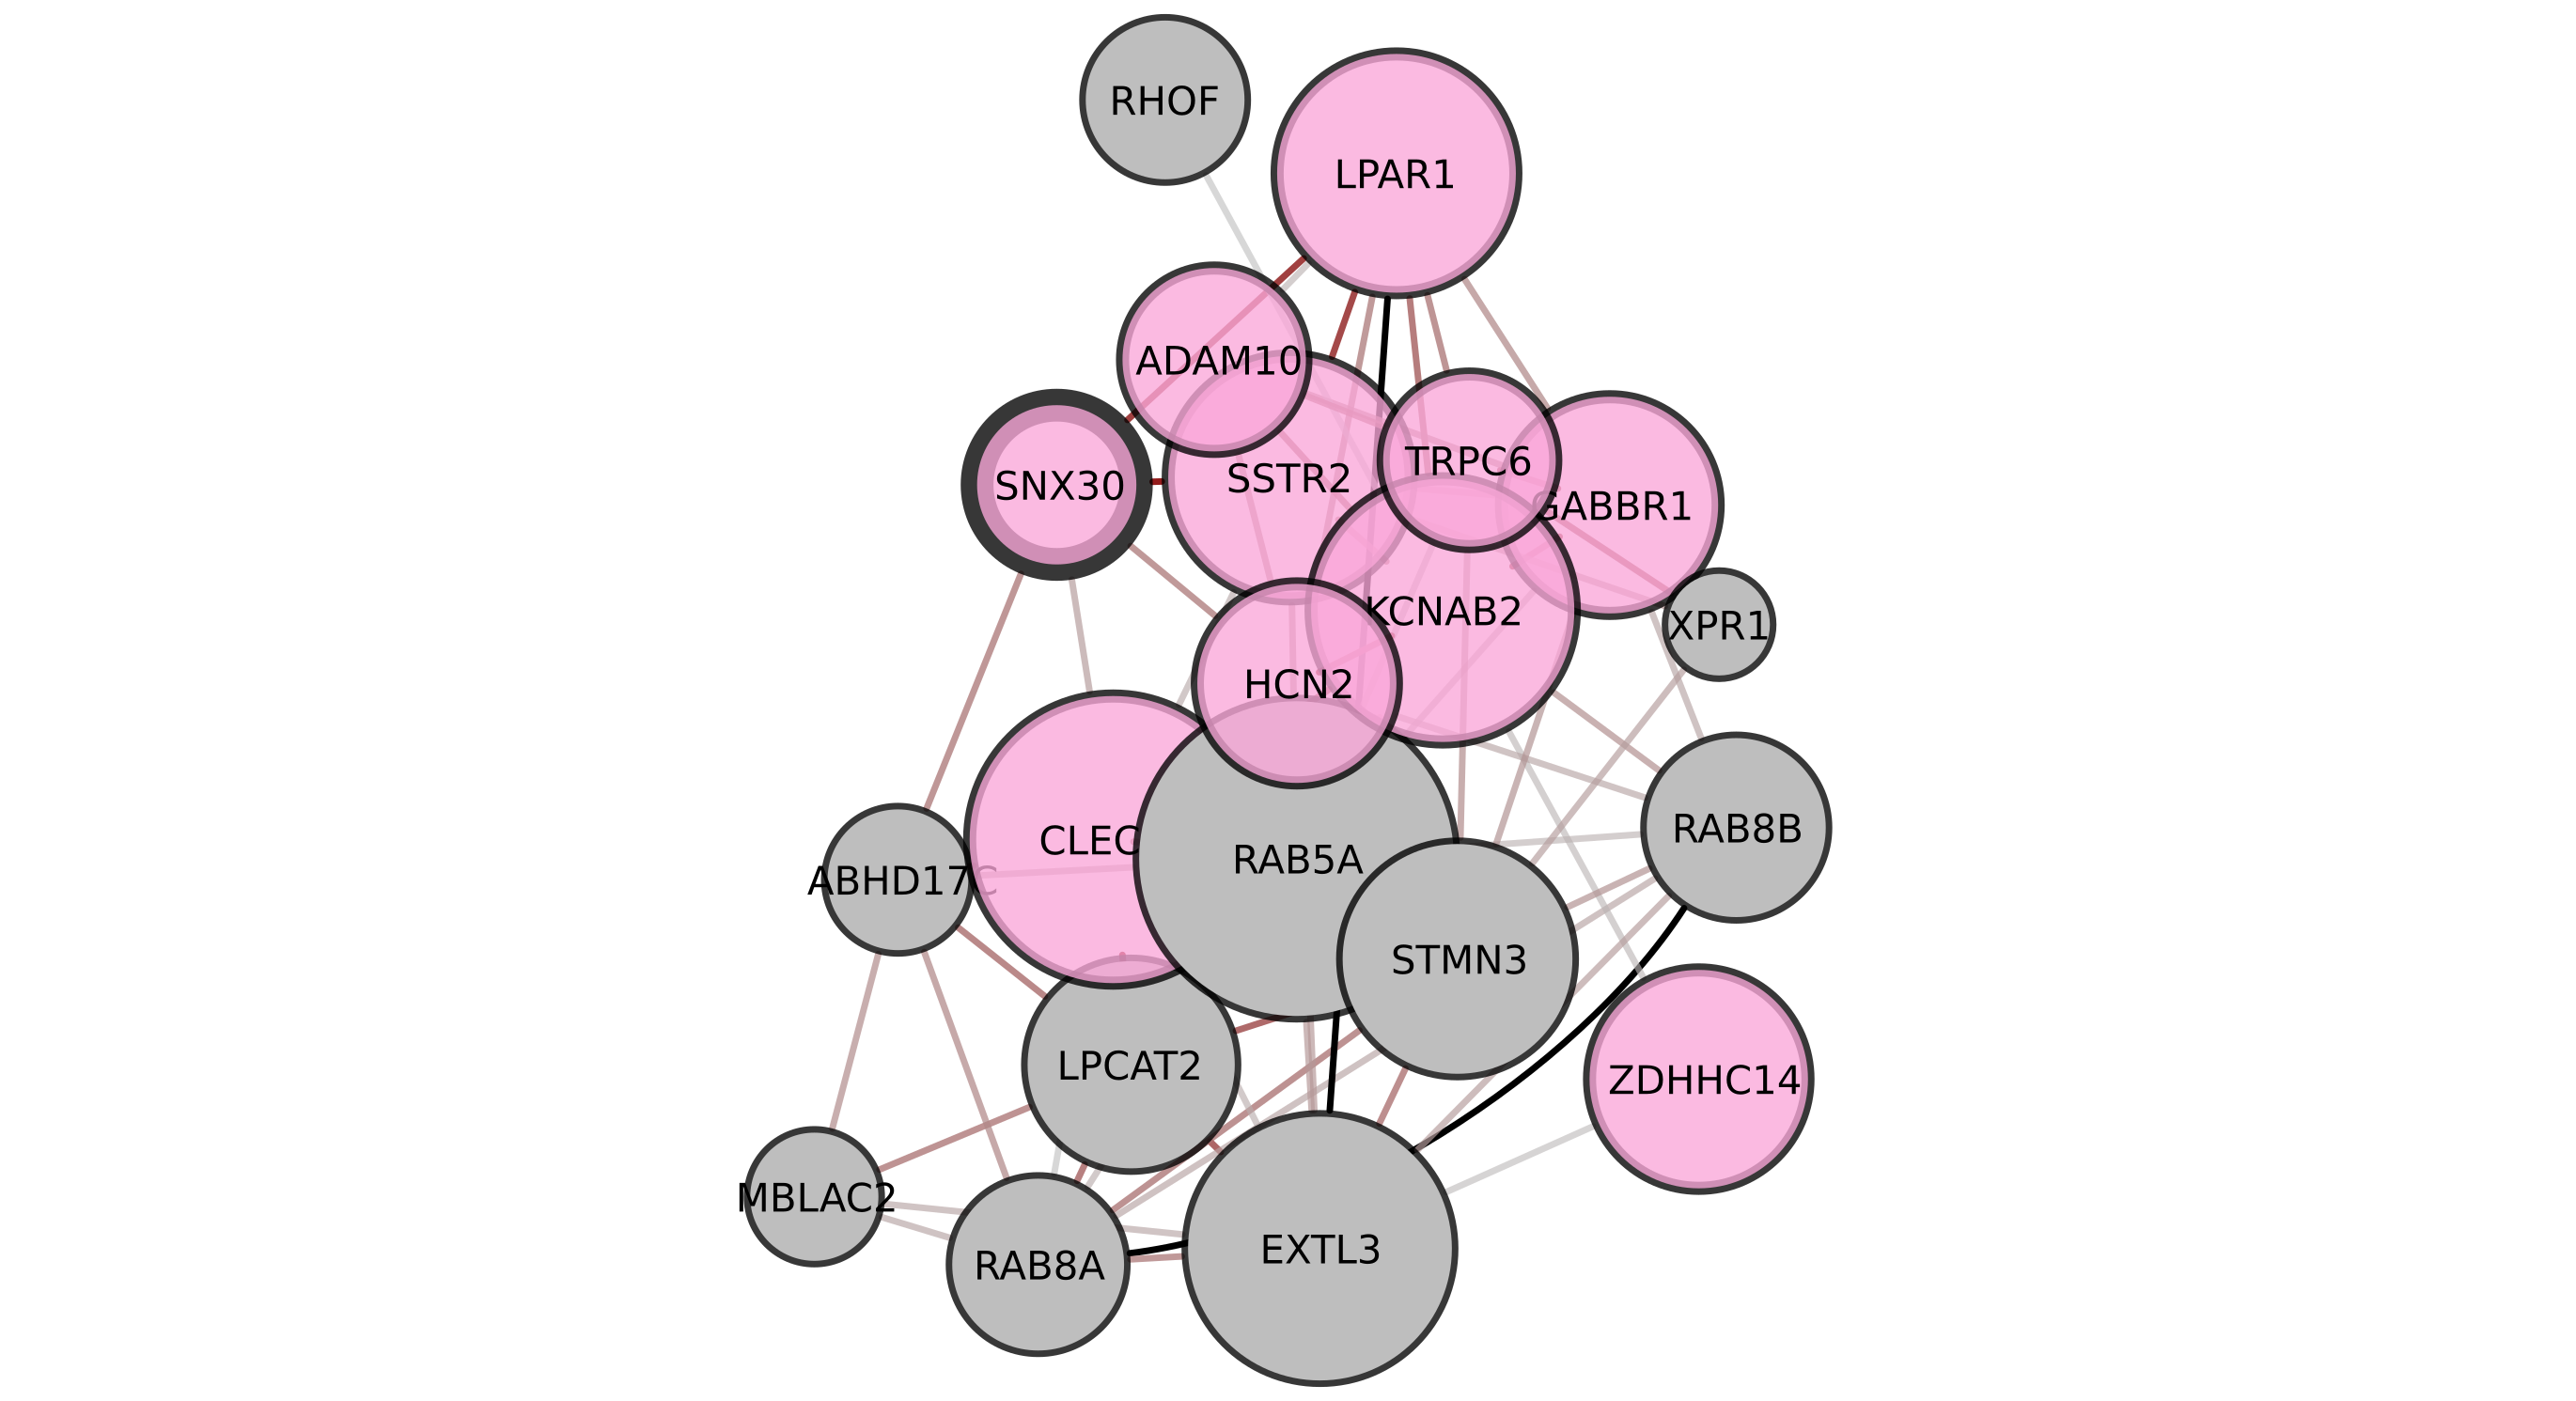 RHOF
LPAR1
ADAM10
TRPC6
SSTR2
SNX30
GABBR1
KCNAB2
XPR1
HCN2
RAB8B
CLEC
RAB5A
ABHD17C
STMN3
LPCAT2
ZDHHC14
MBLAC2
EXTL3
RAB8A